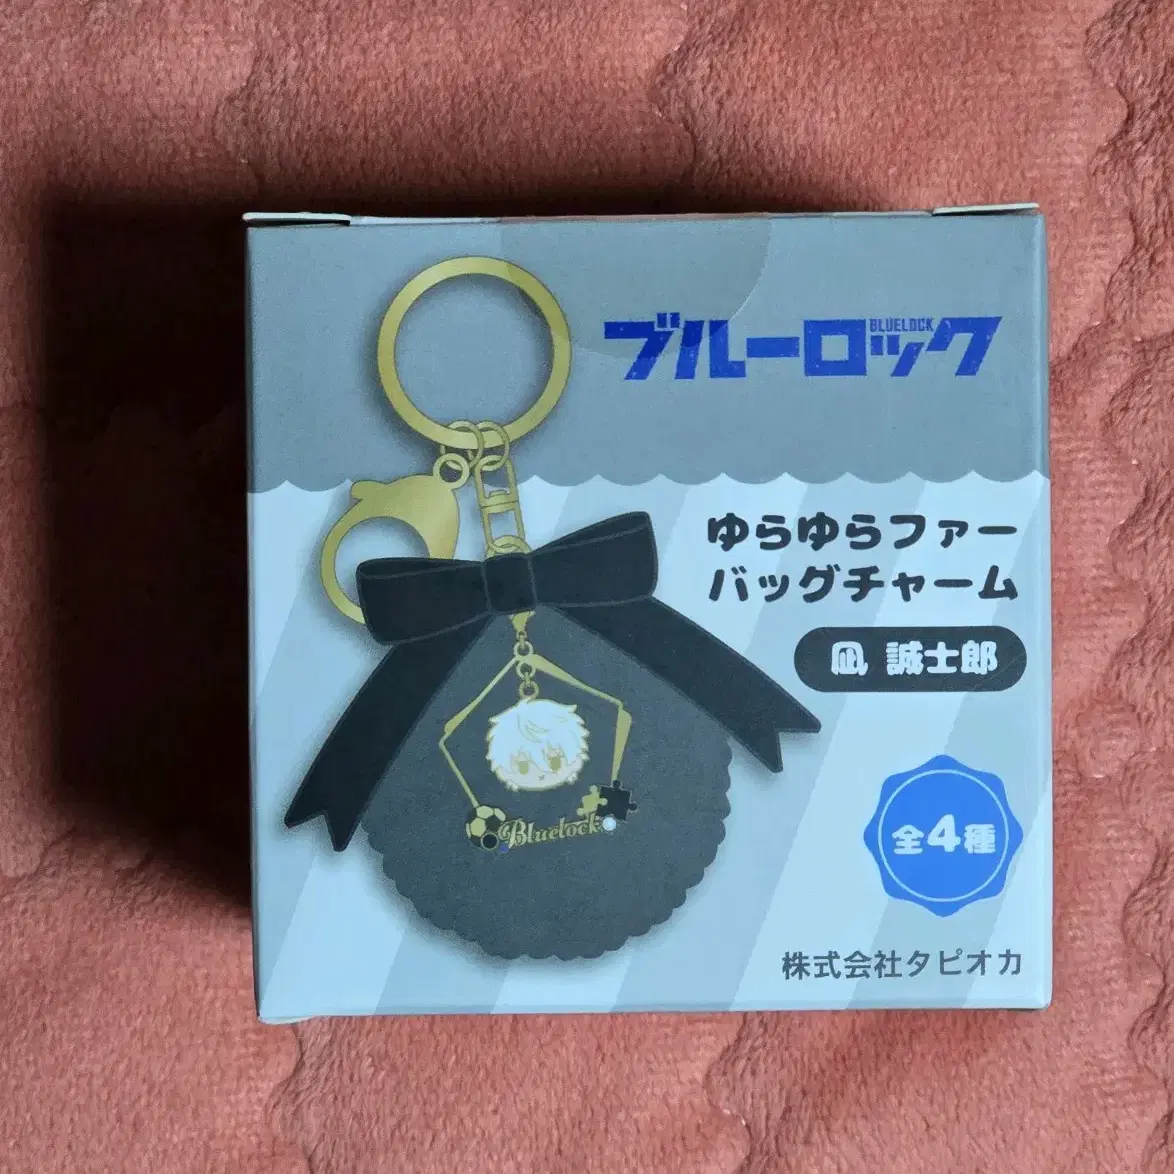 ブルーロック
BLUELOCK
ゆらゆらファー
バッグチャーム
凪 誠士郎
Bluelock
全4種
株式会社タピオカ